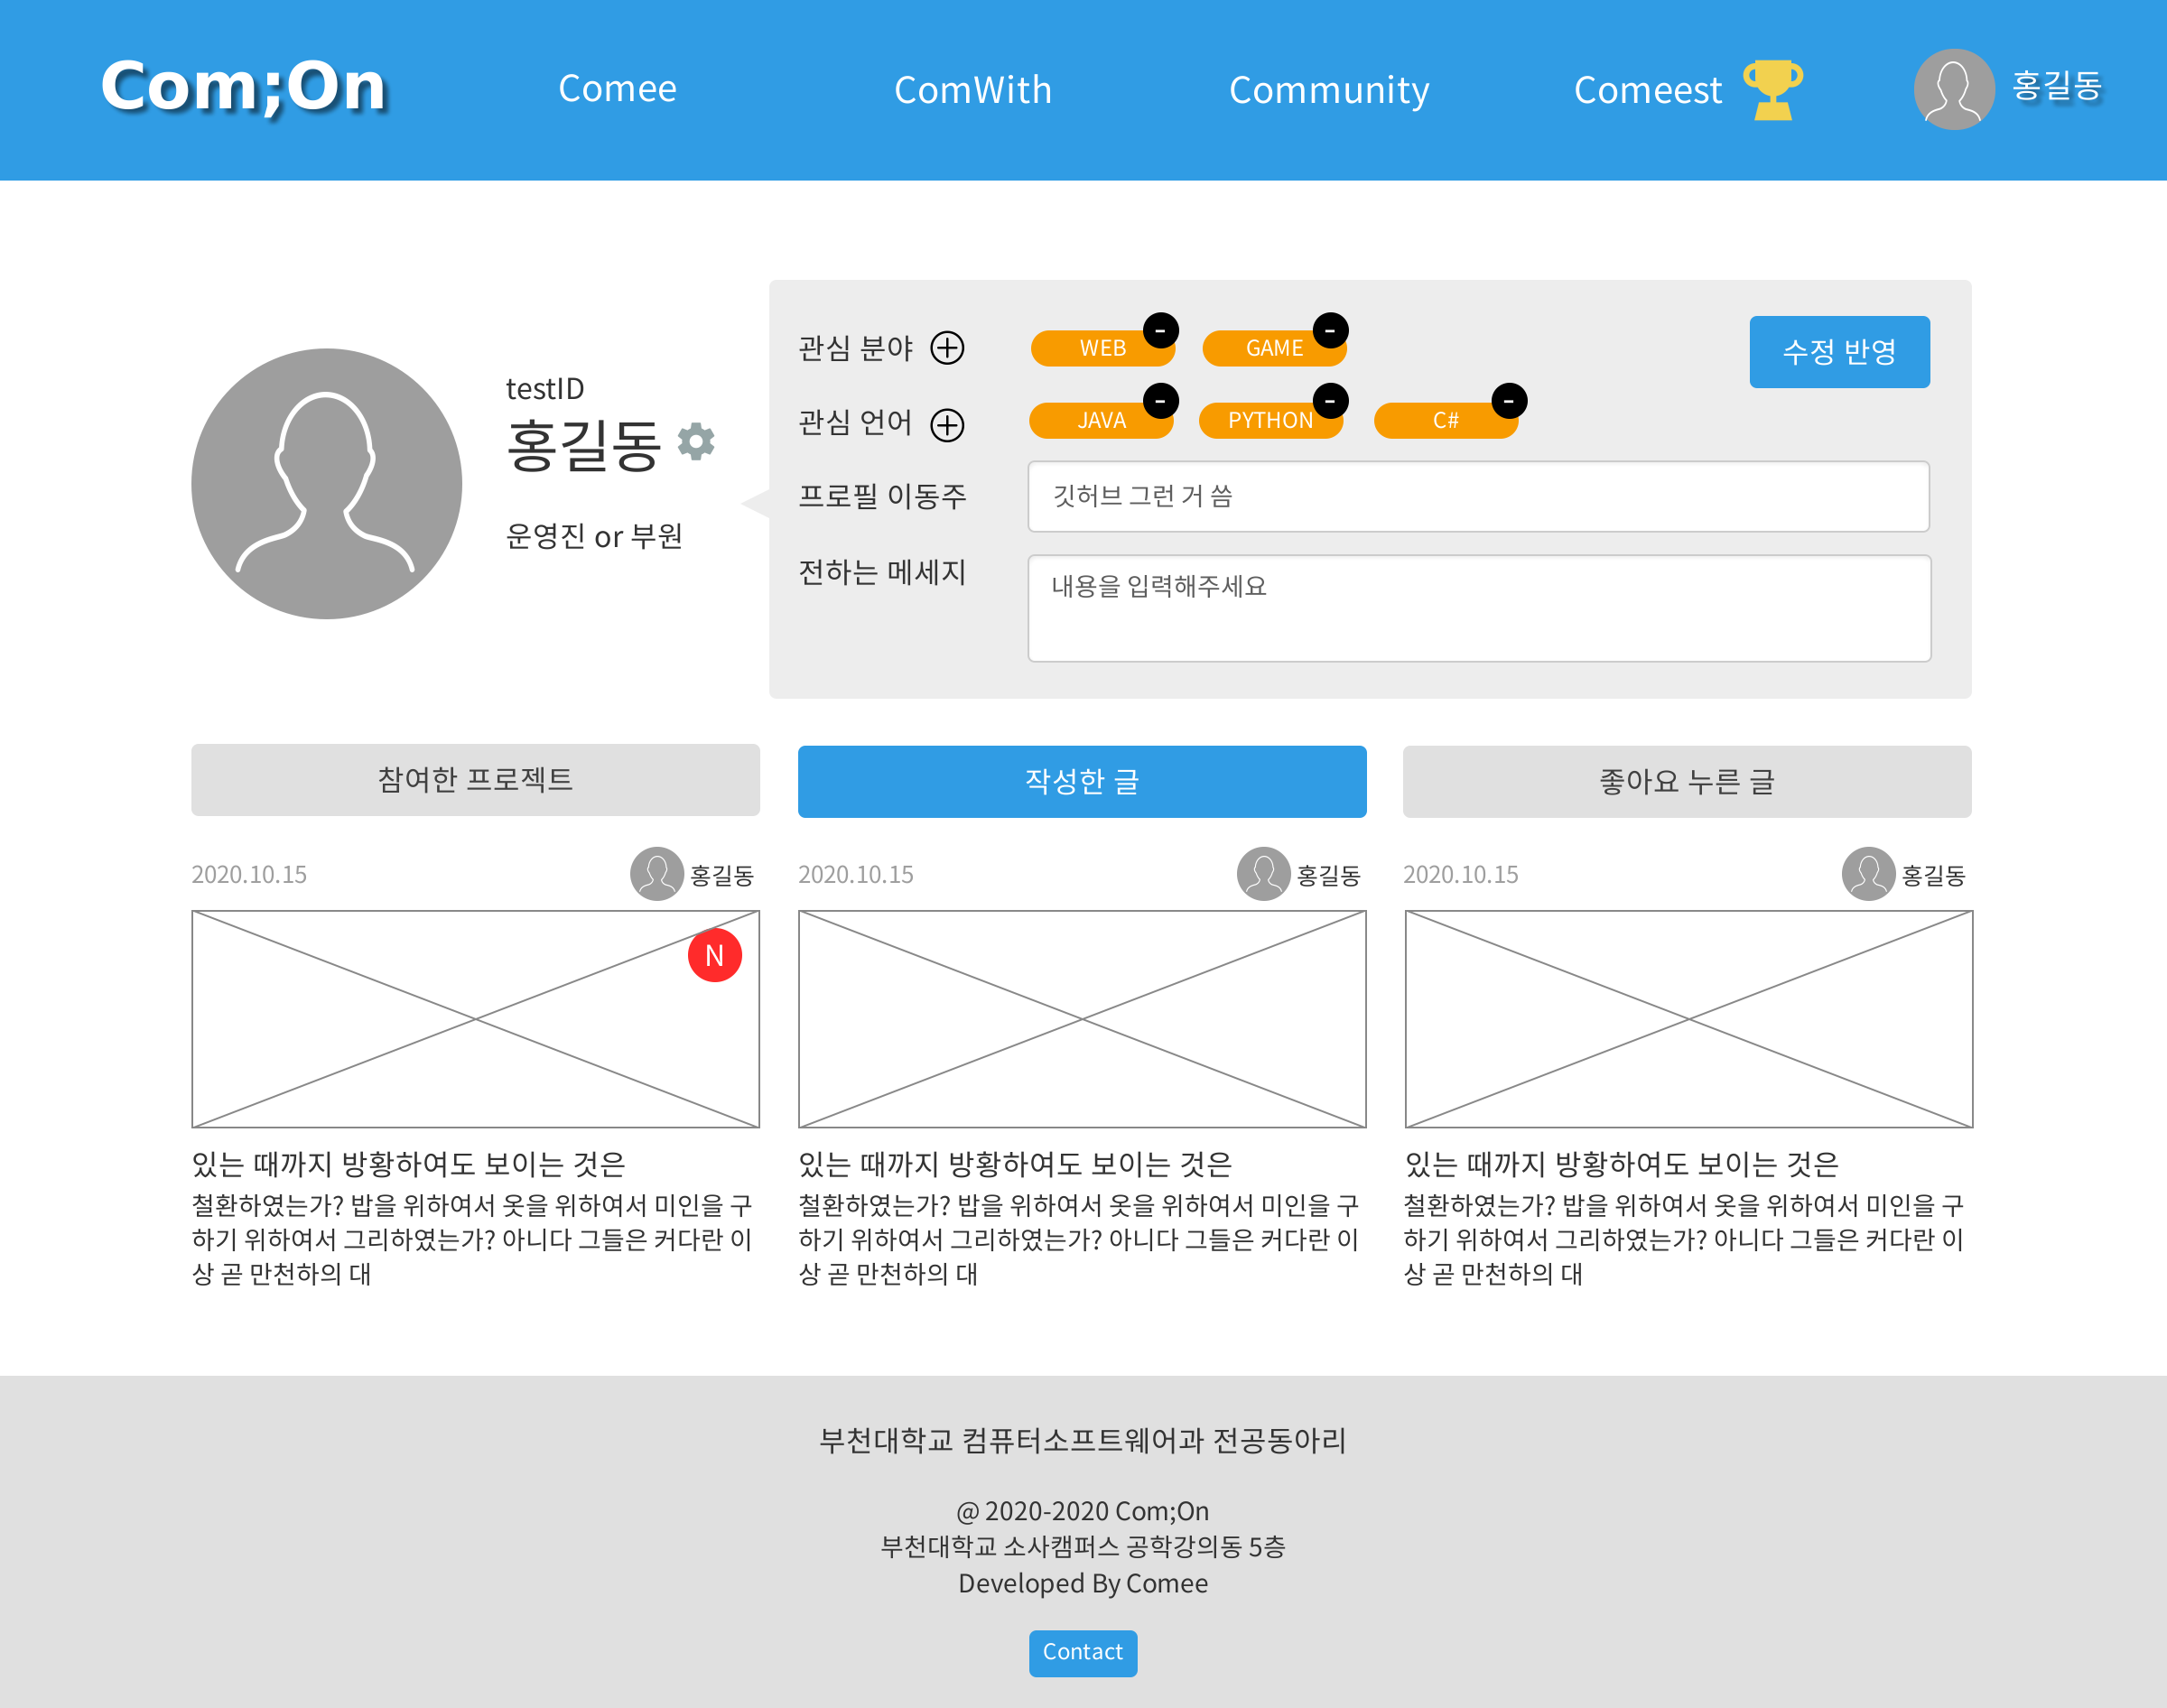 Com;On
Comee
ComWith
Community
Comeest
홍길동
testID
홍길동
운영진 or 부원
관심 분야
WEB
-
GAME
-
수정 반영
관심 언어
JAVA
-
PYTHON
-
C#
-
프로필 이동주
깃허브 그런 거 씀
전하는 메세지
내용을 입력해주세요
참여한 프로젝트
작성한 글
좋아요 누른 글
2020.10.15
홍길동
N
있는 때까지 방황하여도 보이는 것은
철환하였는가? 밥을 위하여서 옷을 위하여서 미인을 구
하기 위하여서 그리하였는가? 아니다 그들은 커다란 이
상 곧 만천하의 대
2020.10.15
홍길동
있는 때까지 방황하여도 보이는 것은
철환하였는가? 밥을 위하여서 옷을 위하여서 미인을 구
하기 위하여서 그리하였는가? 아니다 그들은 커다란 이
상 곧 만천하의 대
2020.10.15
홍길동
있는 때까지 방황하여도 보이는 것은
철환하였는가? 밥을 위하여서 옷을 위하여서 미인을 구
하기 위하여서 그리하였는가? 아니다 그들은 커다란 이
상 곧 만천하의 대
부천대학교 컴퓨터소프트웨어과 전공동아리
@ 2020-2020 Com;On
부천대학교 소사캠퍼스 공학강의동 5층
Developed By Comee
Contact